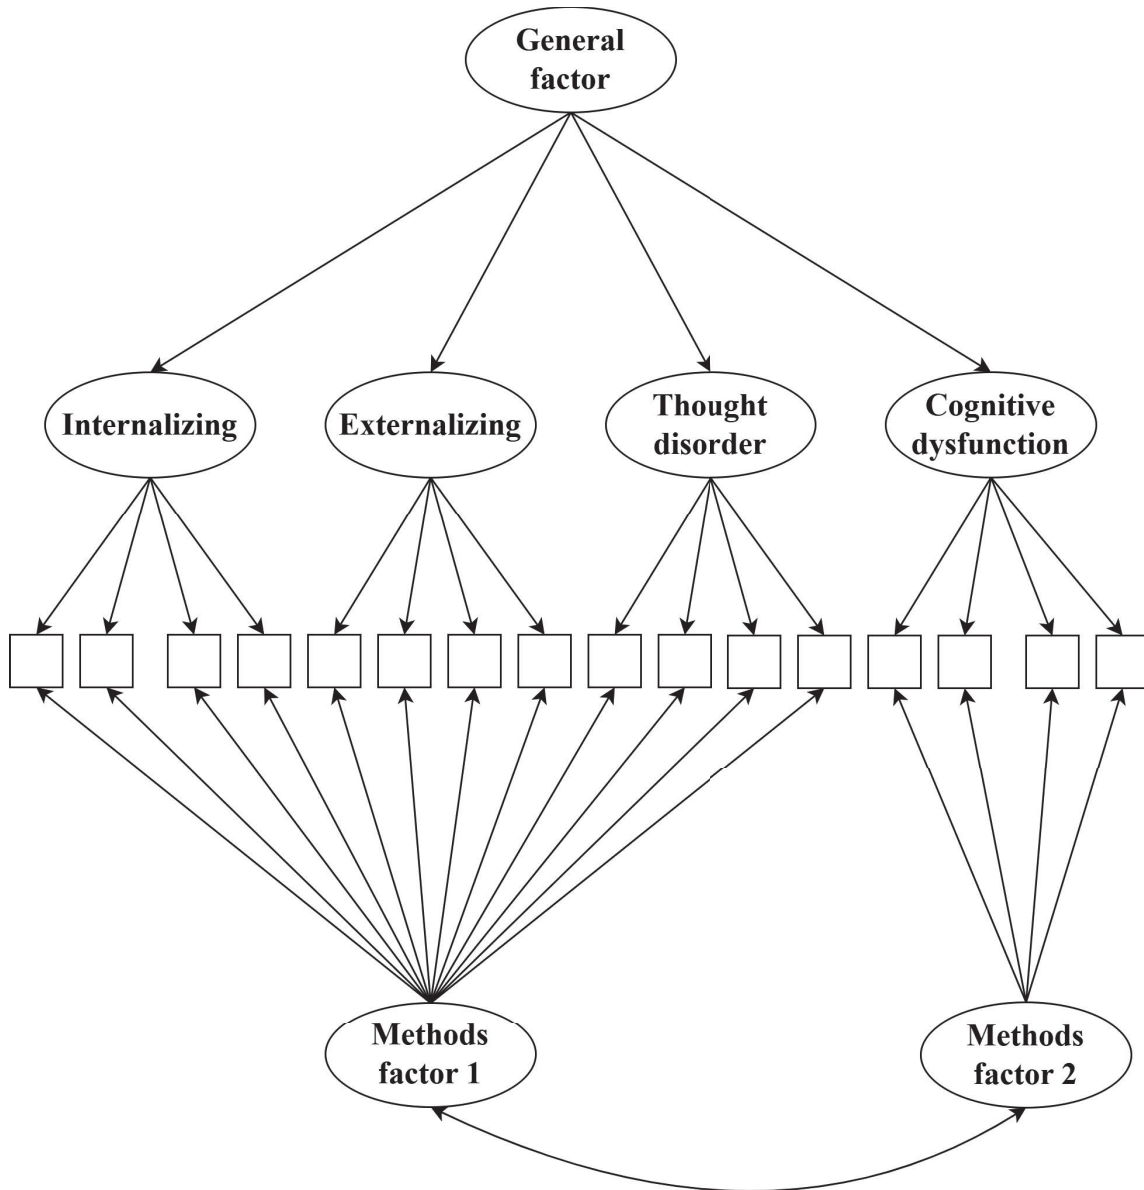 General
factor
Internalizing
Externalizing
Thought
disorder
Cognitive
dysfunction
Methods
factor 1
Methods
factor 2